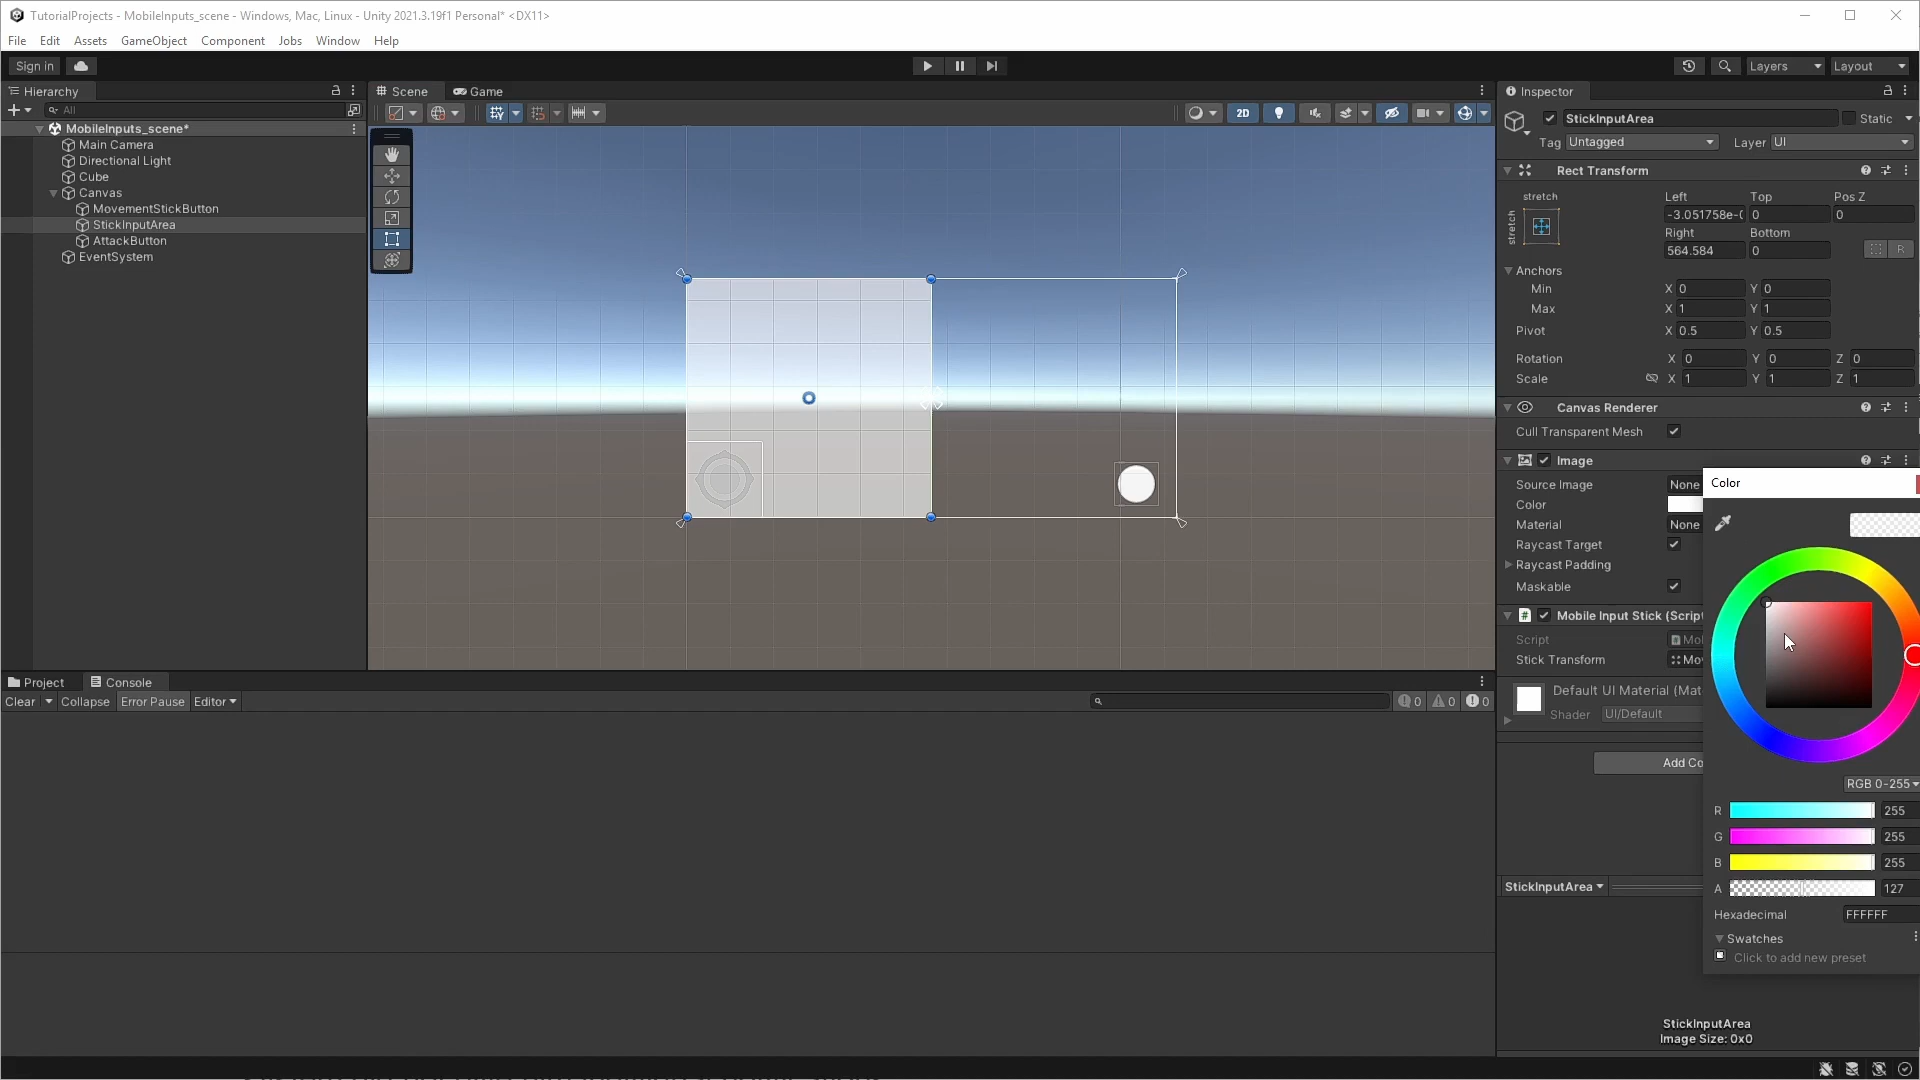 TutorialProjects - MobileInputs_scene - Windows, Mac, Linux - Unity 2021.3.19f1 Personal* <DX11>
File Edit Assets GameObject Component Jobs Window Help
Sign in Layers Layout
Hierarchy
All
MobileInputs_scene*
Main Camera
Directional Light
Cube
Canvas
MovementStickButton
StickInputArea
AttackButton
EventSystem
Scene Game
2D
Inspector
StickInputArea Static
Tag Untagged Layer UI
Rect Transform
stretch
stretch
Left Top Pos Z
-3.051758e-( 0 0
Right Bottom
564.584 0 R
Anchors
Min X 0 Y 0
Max X 1 Y 1
Pivot X 0.5 Y 0.5
Rotation X 0 Y 0 Z 0
Scale X 1 Y 1 Z 1
Canvas Renderer
Cull Transparent Mesh
Image
Source Image None
Color
Material None
Raycast Target
Raycast Padding
Maskable
Mobile Input Stick (Script
Script Mo
Stick Transform Mov
Default UI Material (Mat
Shader UI/Default
Add Co
Color
RGB 0-255
R 255
G 255
B 255
A 127
Hexadecimal FFFFFF
Swatches
Click to add new preset
StickInputArea
StickInputArea
Image Size: 0x0
Project Console
Clear Collapse Error Pause Editor 0 0 0